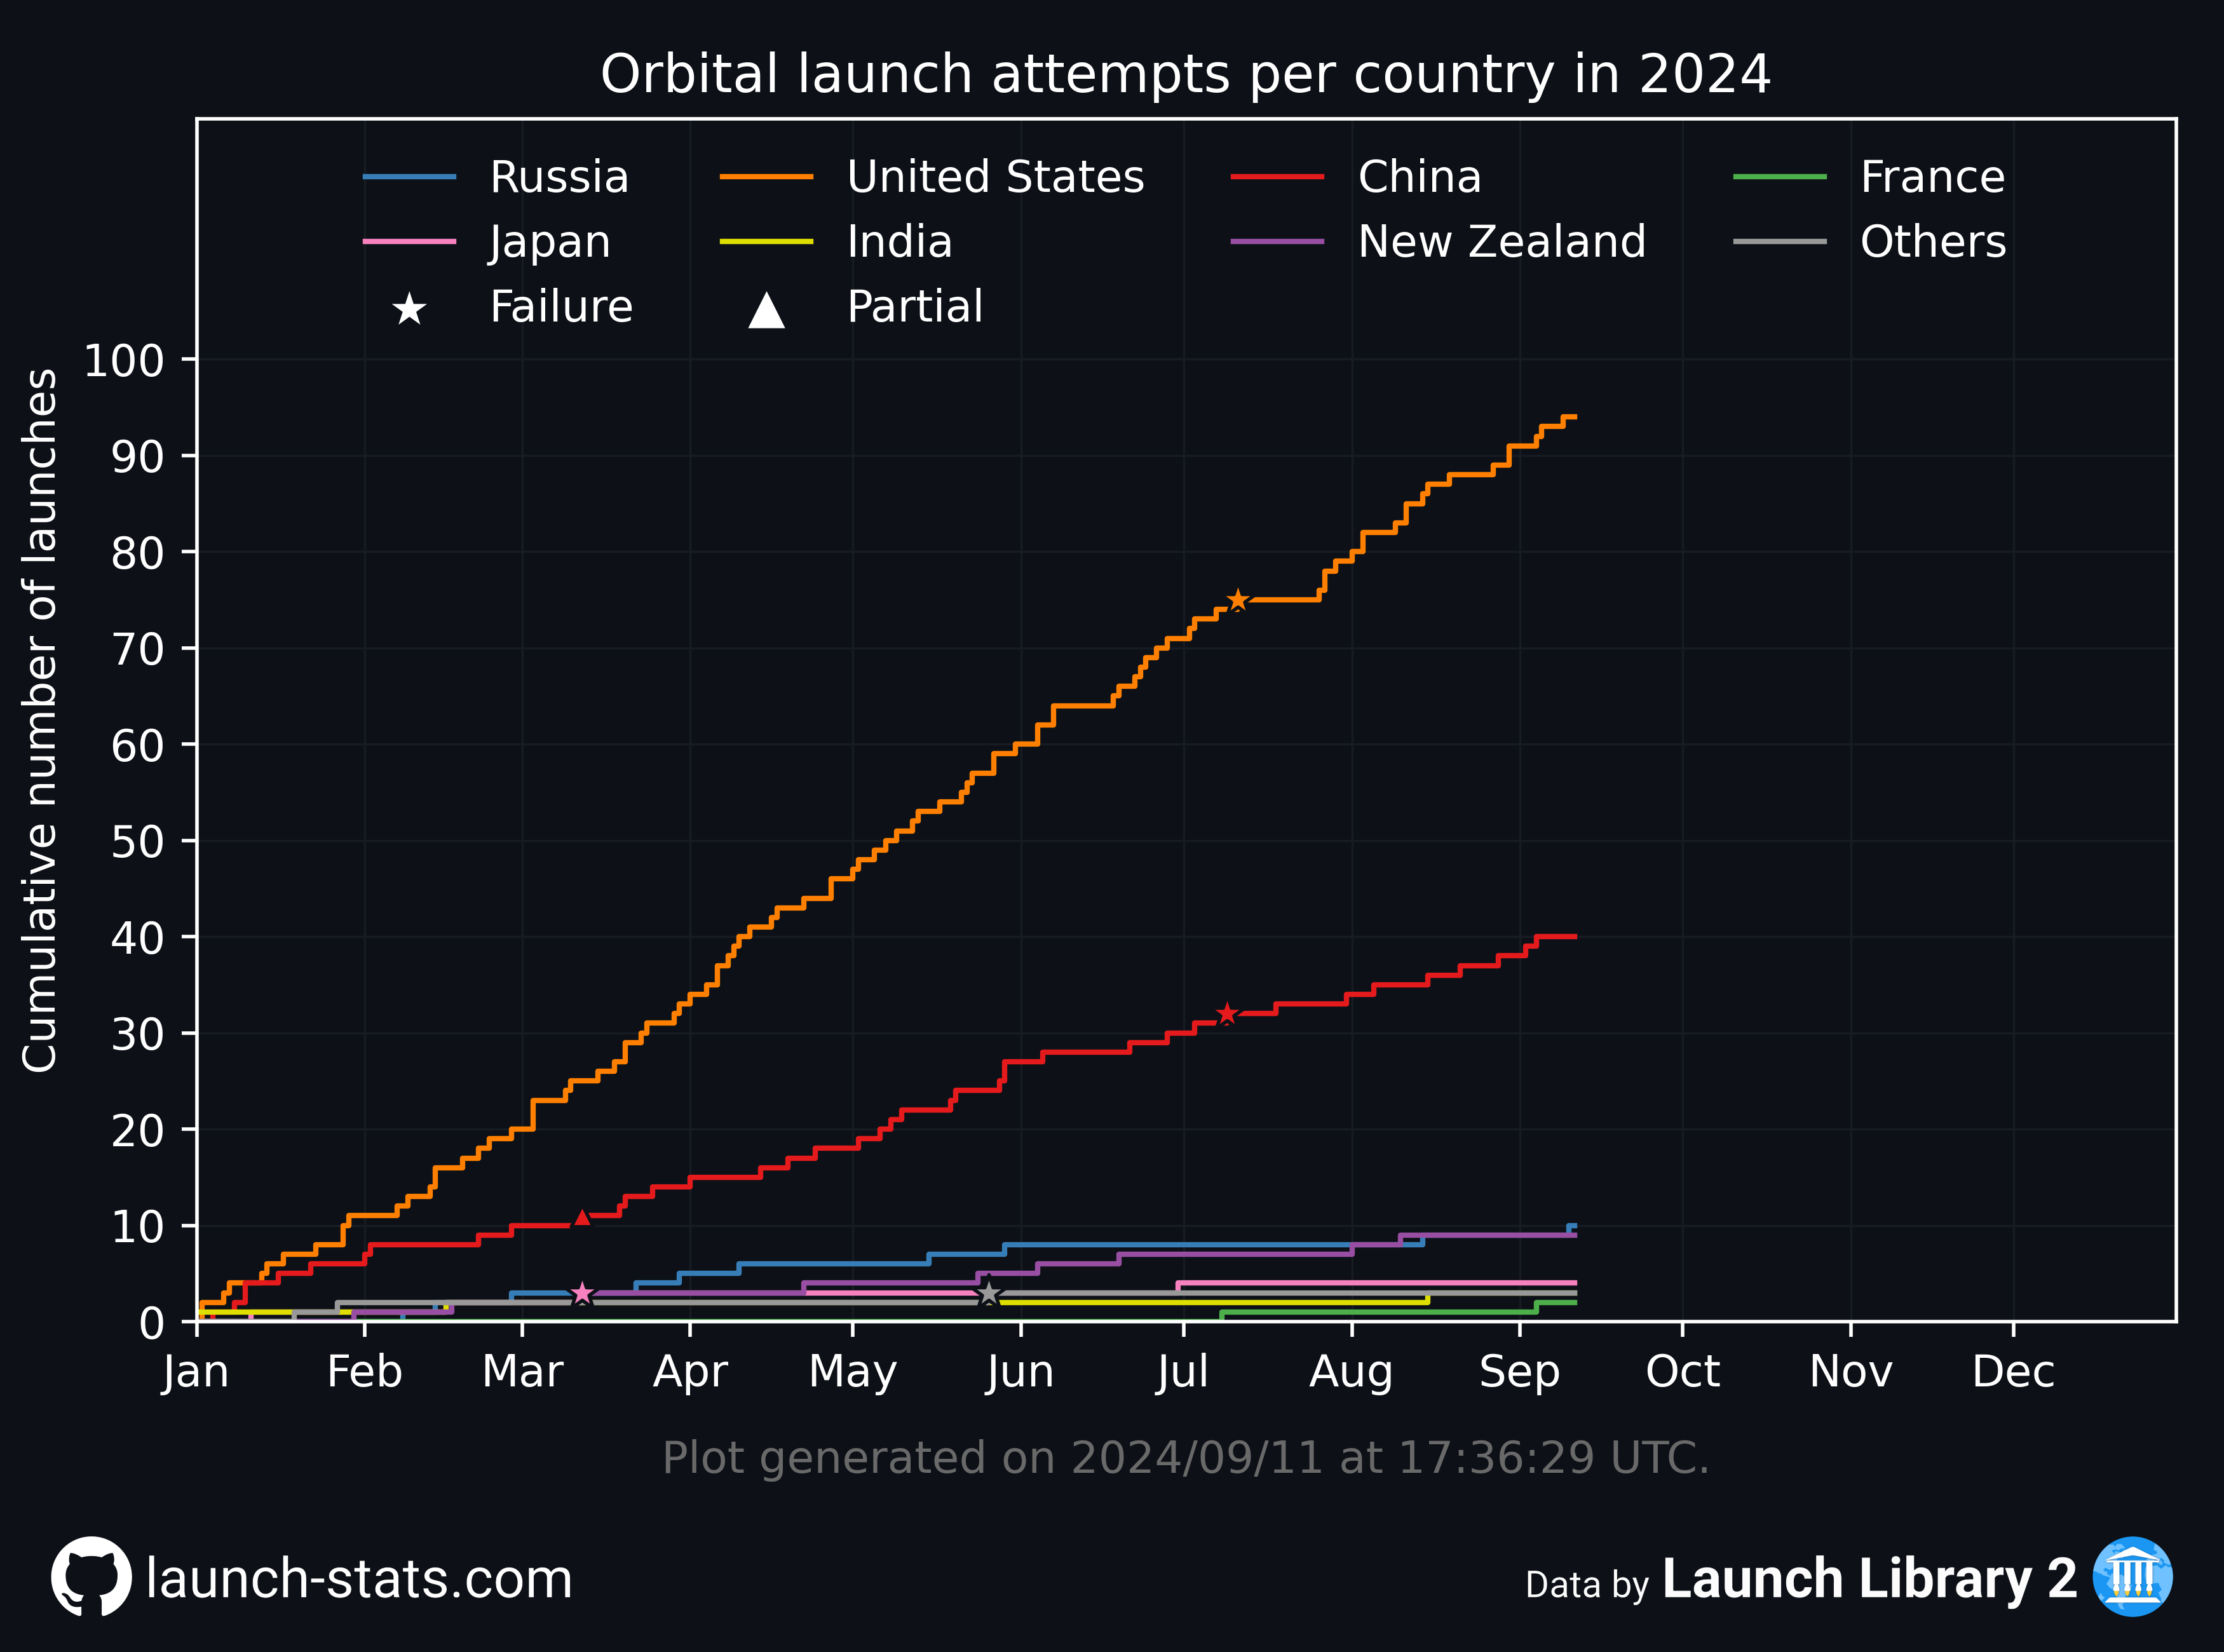 Orbital launch attempts per country in 2024
Russia United States China France
Japan India New Zealand Others
Failure Partial
Cumulative number of launches
100
90
80
70
60
50
40
30
20
10
0
Jan Feb Mar Apr May Jun Jul Aug Sep Oct Nov Dec
Plot generated on 2024/09/11 at 17:36:29 UTC.
launch-stats.com
Data by Launch Library 2